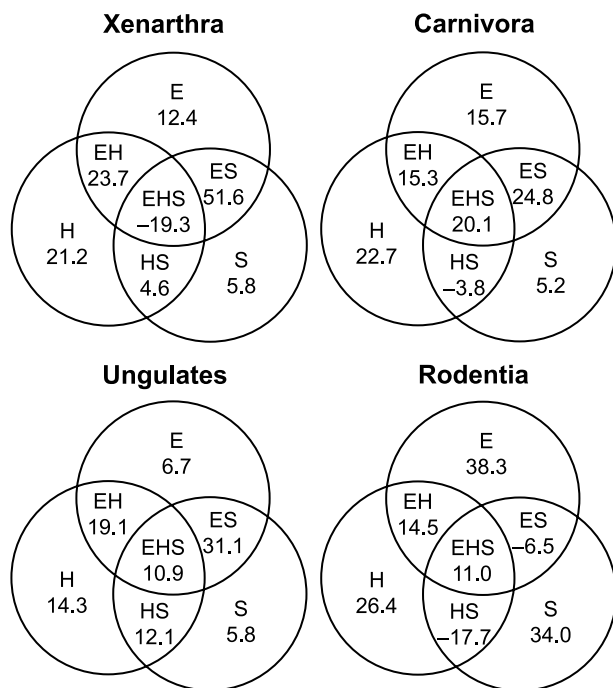 Xenarthra
E
12.4
EH
23.7
ES
51.6
EHS
–19.3
H
21.2
HS
4.6
S
5.8
Carnivora
E
15.7
EH
15.3
ES
24.8
EHS
20.1
H
22.7
HS
–3.8
S
5.2
Ungulates
E
6.7
EH
19.1
ES
31.1
EHS
10.9
H
14.3
HS
12.1
S
5.8
Rodentia
E
38.3
EH
14.5
ES
–6.5
EHS
11.0
H
26.4
HS
–17.7
S
34.0